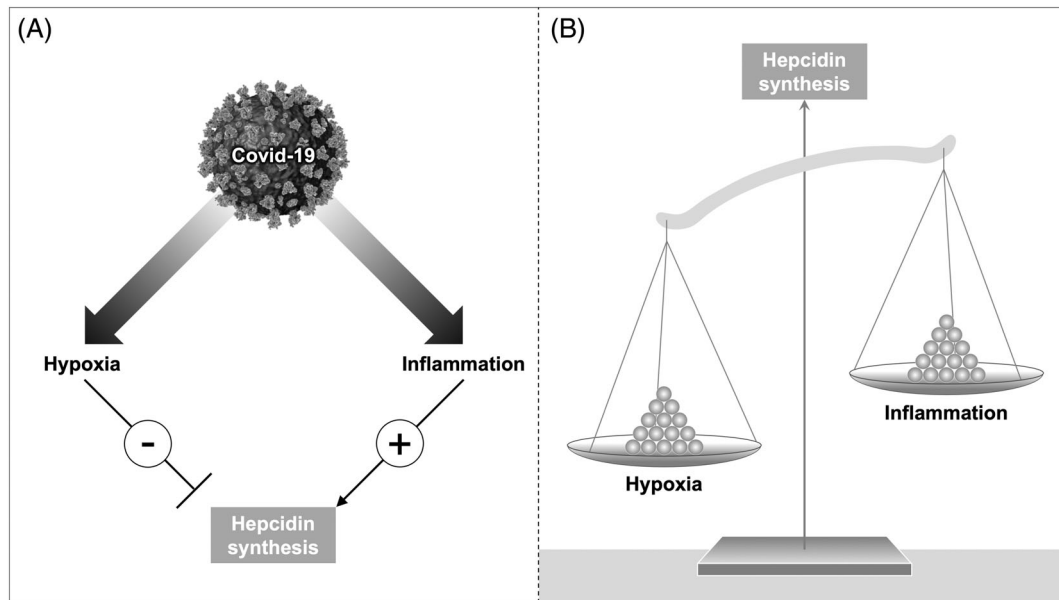 (A)
Covid-19
Hypoxia
Inflammation
-
+
Hepcidin
synthesis
(B)
Hepcidin
synthesis
Inflammation
Hypoxia